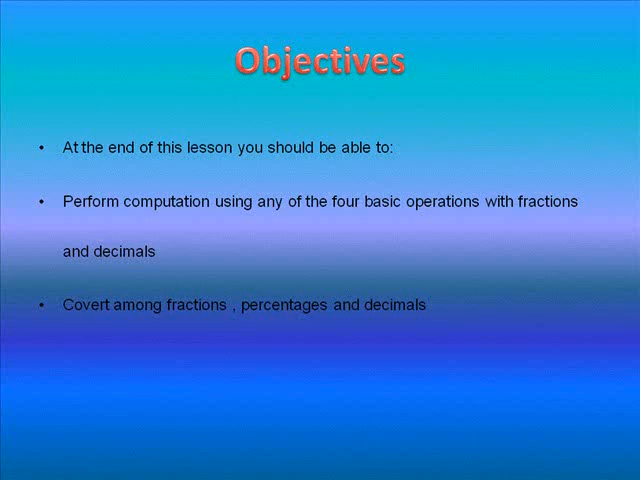 Objectives
• At the end of this lesson you should be able to:
• Perform computation using any of the four basic operations with fractions
and decimals
• Covert among fractions , percentages and decimals